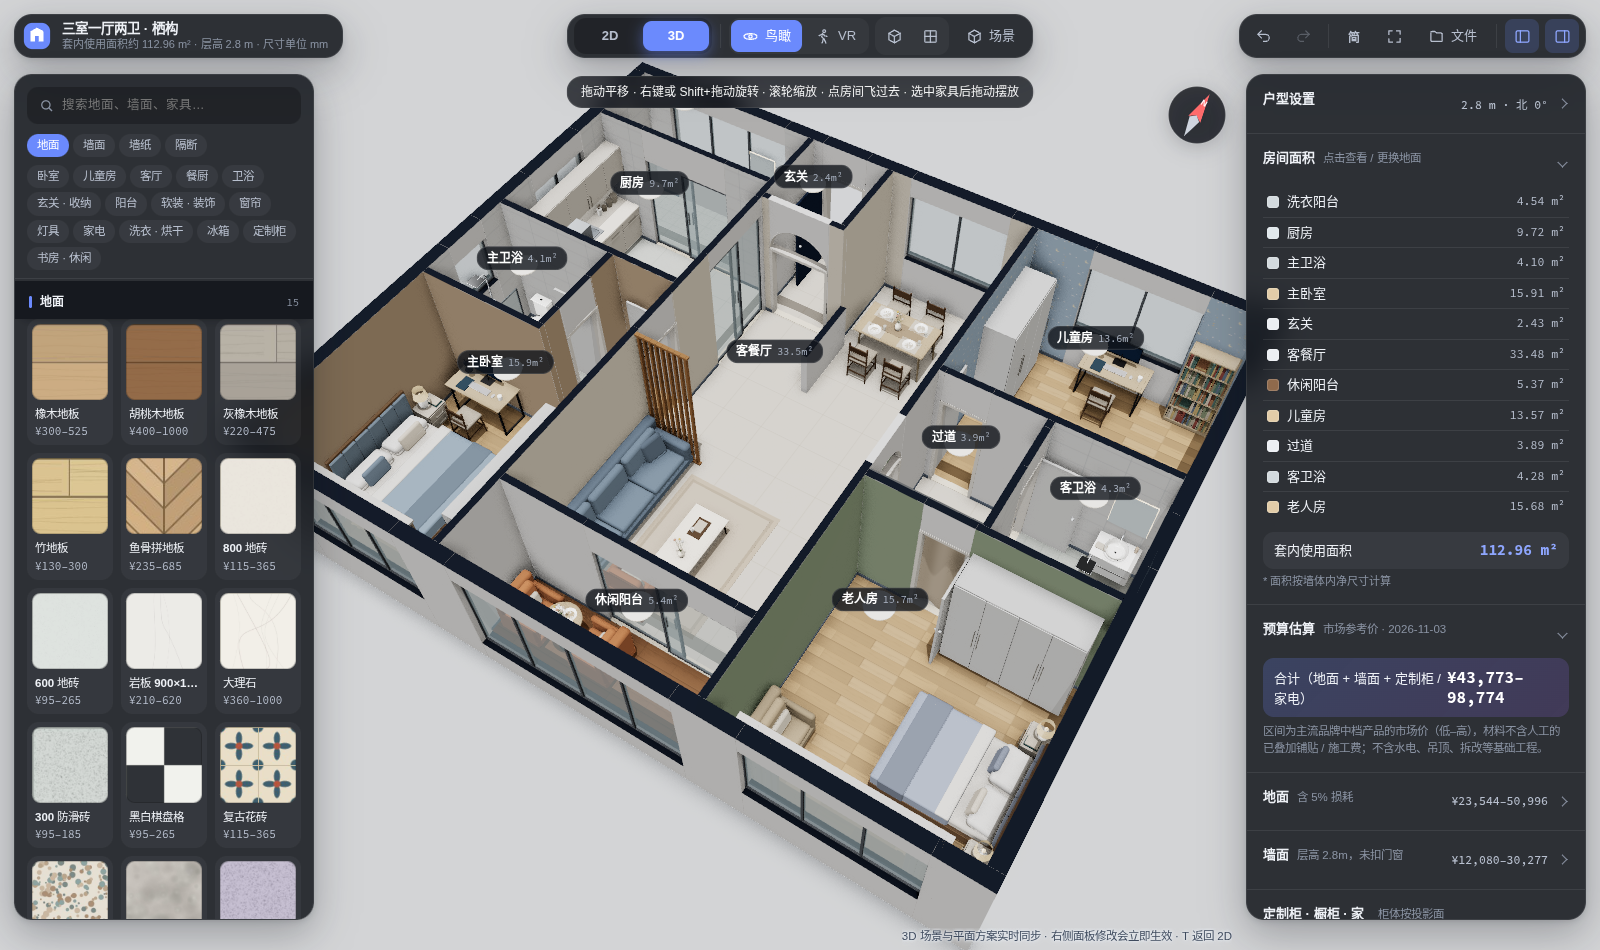 三室一厅两卫 · 栖构
套内使用面积约 112.96 m² · 层高 2.8 m · 尺寸单位 mm
2D
3D
鸟瞰
VR
场景
简
文件
拖动平移 · 右键或 Shift+拖动旋转 · 滚轮缩放 · 点房间飞过去 · 选中家具后拖动摆放
搜索地面、墙面、家具…
地面
墙面
墙纸
隔断
卧室
儿童房
客厅
餐厨
卫浴
玄关 · 收纳
阳台
软装 · 装饰
窗帘
灯具
家电
洗衣 · 烘干
冰箱
定制柜
书房 · 休闲
地面
15
橡木地板
¥300–525
胡桃木地板
¥400–1000
灰橡木地板
¥220–475
竹地板
¥130–300
鱼骨拼地板
¥235–685
800 地砖
¥115–365
600 地砖
¥95–265
岩板 900×1…
¥210–620
大理石
¥360–1000
300 防滑砖
¥95–185
黑白棋盘格
¥95–265
复古花砖
¥115–365
厨房 9.7m²
玄关 2.4m²
主卫浴 4.1m²
主卧室 15.9m²
客餐厅 33.5m²
儿童房 13.6m²
过道 3.9m²
客卫浴 4.3m²
休闲阳台 5.4m²
老人房 15.7m²
户型设置
2.8 m · 北 0°
房间面积 点击查看 / 更换地面
洗衣阳台 4.54 m²
厨房 9.72 m²
主卫浴 4.10 m²
主卧室 15.91 m²
玄关 2.43 m²
客餐厅 33.48 m²
休闲阳台 5.37 m²
儿童房 13.57 m²
过道 3.89 m²
客卫浴 4.28 m²
老人房 15.68 m²
套内使用面积 112.96 m²
* 面积按墙体内净尺寸计算
预算估算 市场参考价 · 2026-11-03
合计（地面 + 墙面 + 定制柜 / 家电）
¥43,773–98,774
区间为主流品牌中档产品的市场价（低–高），材料不含人工的
已叠加铺贴 / 施工费；不含水电、吊顶、拆改等基础工程。
地面 含 5% 损耗 ¥23,544–50,996
墙面 层高 2.8m，未扣门窗 ¥12,080–30,277
定制柜 · 橱柜 · 家 柜体按投影面
3D 场景与平面方案实时同步 · 右侧面板修改会立即生效 · T 返回 2D